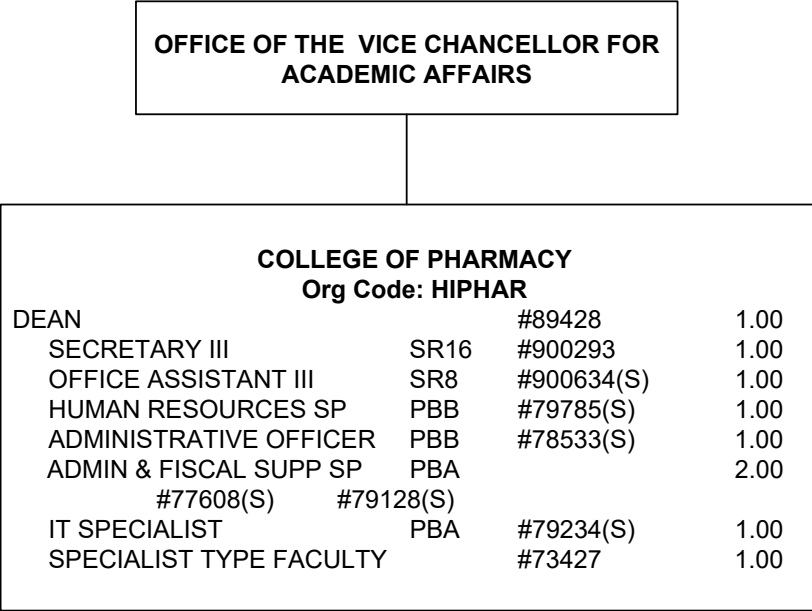 OFFICE OF THE VICE CHANCELLOR FOR
ACADEMIC AFFAIRS
COLLEGE OF PHARMACY
Org Code: HIPHAR
DEAN #89428 1.00
SECRETARY III SR16 #900293 1.00
OFFICE ASSISTANT III SR8 #900634(S) 1.00
HUMAN RESOURCES SP PBB #79785(S) 1.00
ADMINISTRATIVE OFFICER PBB #78533(S) 1.00
ADMIN & FISCAL SUPP SP PBA 2.00
#77608(S) #79128(S)
IT SPECIALIST PBA #79234(S) 1.00
SPECIALIST TYPE FACULTY #73427 1.00